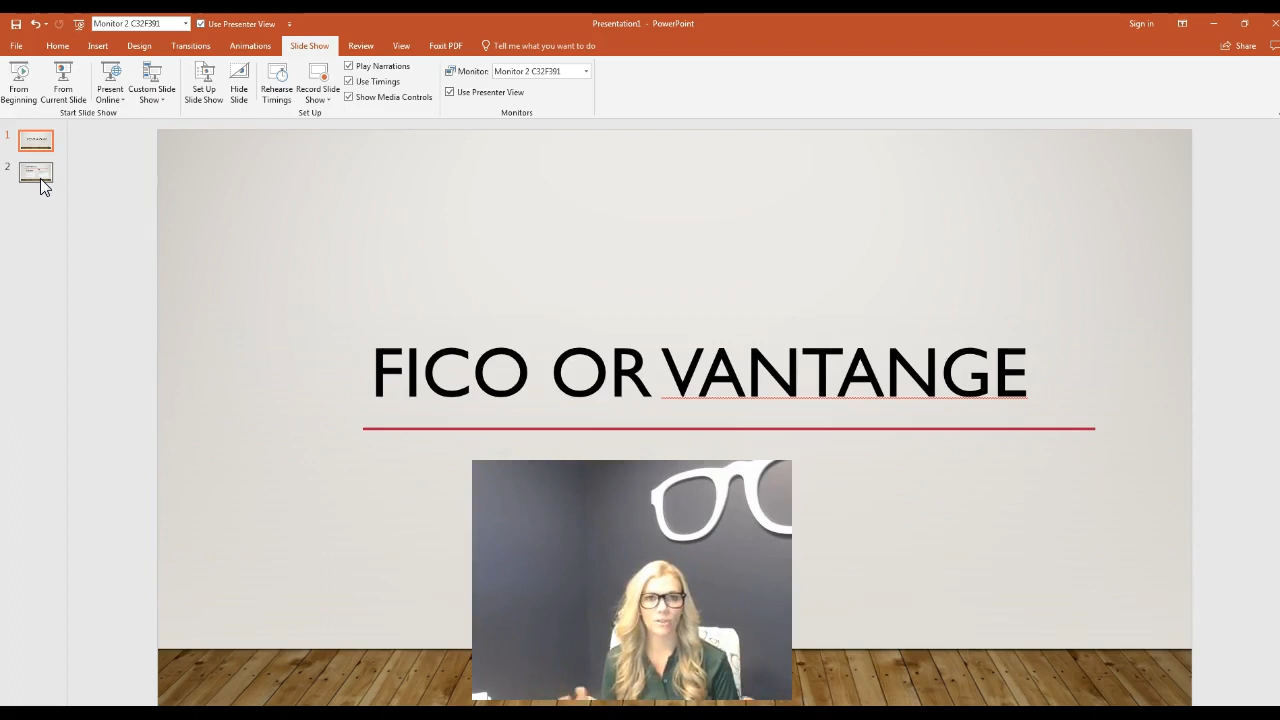 Monitor 2 C32F391
Use Presenter View
Presentation1 - PowerPoint
Sign in
File
Home
Insert
Design
Transitions
Animations
Slide Show
Review
View
Foxit PDF
Tell me what you want to do
Share
From Beginning
From Current Slide
Present Online
Custom Slide Show
Set Up Slide Show
Hide Slide
Rehearse Timings
Record Slide Show
Play Narrations
Use Timings
Show Media Controls
Monitor: Monitor 2 C32F391
Use Presenter View
Start Slide Show
Set Up
Monitors
1
2
FICO OR VANTANGE